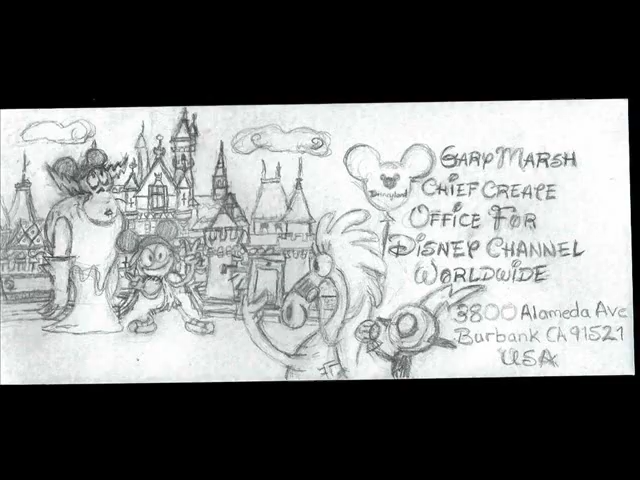 Gary Marsh
Chief Create
Office For
Disney Channel
Worldwide
3800 Alameda Ave
Burbank CA 91521
USA
Disneyland